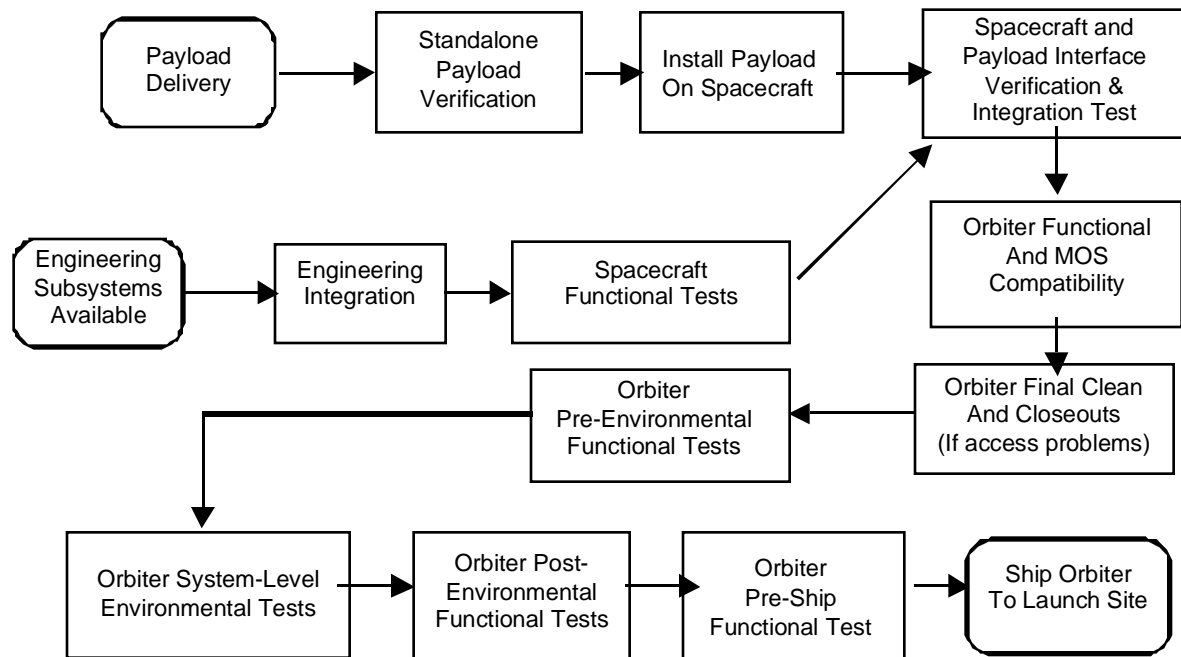 Payload
Delivery
Standalone
Payload
Verification
Install Payload
On Spacecraft
Spacecraft and
Payload Interface
Verification &
Integration Test
Engineering
Subsystems
Available
Engineering
Integration
Spacecraft
Functional Tests
Orbiter Functional
And MOS
Compatibility
Orbiter Final Clean
And Closeouts
(If access problems)
Orbiter
Pre-Environmental
Functional Tests
Orbiter System-Level
Environmental Tests
Orbiter Post-
Environmental
Functional Tests
Orbiter
Pre-Ship
Functional Test
Ship Orbiter
To Launch Site